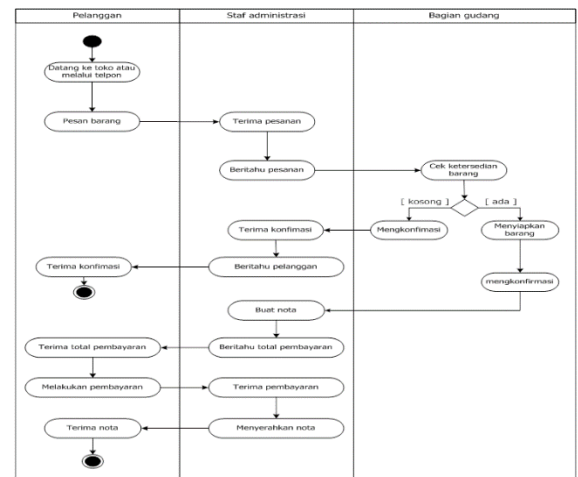 Pelanggan
Staf administrasi
Bagian gudang
Datang ke toko atau
melalui telpon
Pesan barang
Terima pesanan
Beritahu pesanan
Cek ketersedian
barang
[ kosong ]
[ ada ]
Terima konfimasi
Mengkonfimasi
Menyiapkan
barang
Terima konfimasi
Beritahu pelanggan
mengkonfirmasi
Buat nota
Terima total pembayaran
Beritahu total pembayaran
Melakukan pembayaran
Terima pembayaran
Terima nota
Menyerahkan nota